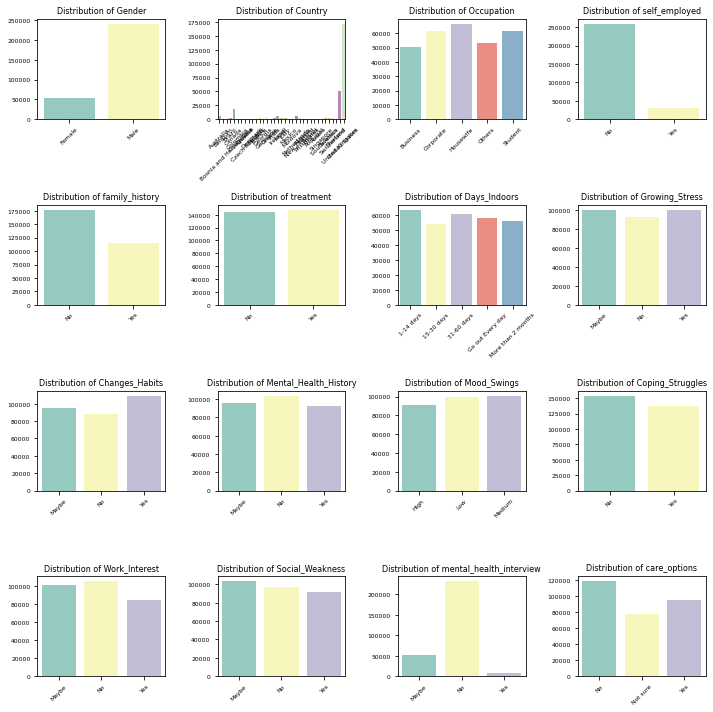 Distribution of Gender
250000
200000
150000
100000
50000
0
Female
Male
Distribution of Country
175000
150000
125000
100000
75000
50000
25000
0
Distribution of Occupation
60000
50000
40000
30000
20000
10000
0
Business
Corporate
Housewife
Others
Student
Distribution of self_employed
250000
200000
150000
100000
50000
0
No
Yes
Distribution of family_history
175000
150000
125000
100000
75000
50000
25000
0
No
Yes
Distribution of treatment
140000
120000
100000
80000
60000
40000
20000
0
No
Yes
Distribution of Days_Indoors
60000
50000
40000
30000
20000
10000
0
1-14 days
15-30 days
31-60 days
Go out Every day
More than 2 months
Distribution of Growing_Stress
100000
80000
60000
40000
20000
0
Maybe
No
Yes
Distribution of Changes_Habits
100000
80000
60000
40000
20000
0
Maybe
No
Yes
Distribution of Mental_Health_History
100000
80000
60000
40000
20000
0
Maybe
No
Yes
Distribution of Mood_Swings
100000
80000
60000
40000
20000
0
High
Low
Medium
Distribution of Coping_Struggles
150000
125000
100000
75000
50000
25000
0
No
Yes
Distribution of Work_Interest
100000
80000
60000
40000
20000
0
Maybe
No
Yes
Distribution of Social_Weakness
100000
80000
60000
40000
20000
0
Maybe
No
Yes
Distribution of mental_health_interview
200000
150000
100000
50000
0
Maybe
No
Yes
Distribution of care_options
120000
100000
80000
60000
40000
20000
0
No
Not sure
Yes